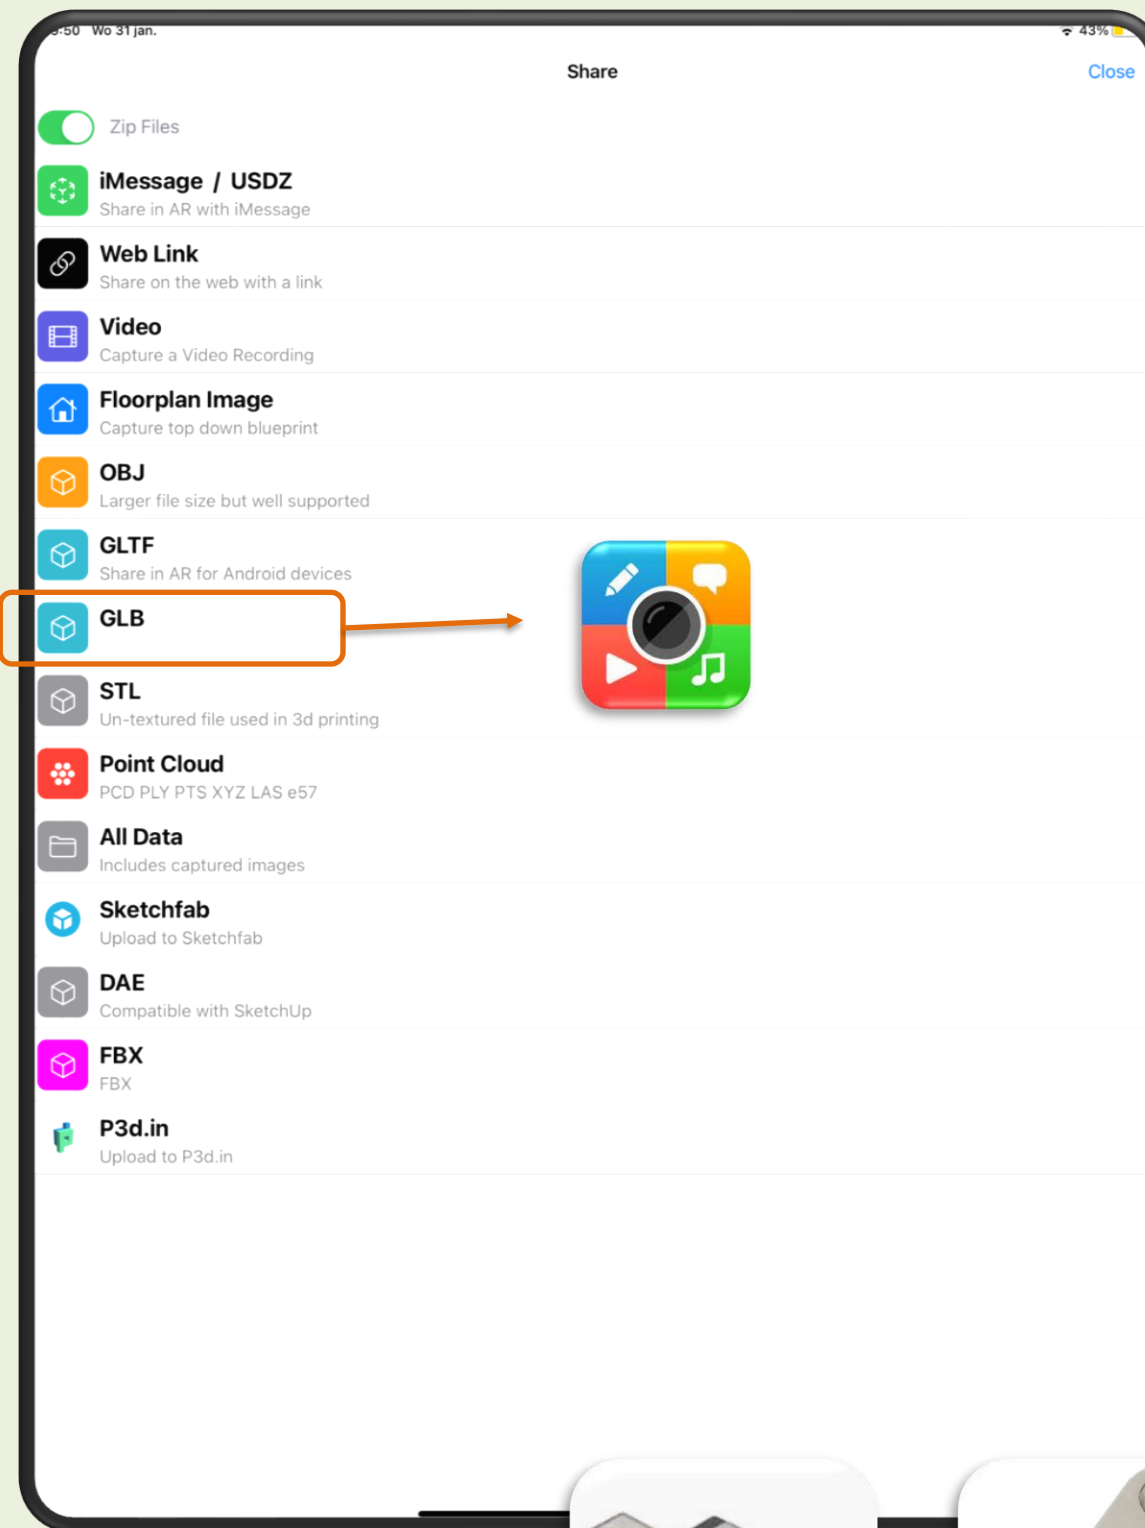 :50 Wo 31 jan.
43%
Share
Close
Zip Files
iMessage / USDZ
Share in AR with iMessage
Web Link
Share on the web with a link
Video
Capture a Video Recording
Floorplan Image
Capture top down blueprint
OBJ
Larger file size but well supported
GLTF
Share in AR for Android devices
GLB
STL
Un-textured file used in 3d printing
Point Cloud
PCD PLY PTS XYZ LAS e57
All Data
Includes captured images
Sketchfab
Upload to Sketchfab
DAE
Compatible with SketchUp
FBX
FBX
P3d.in
Upload to P3d.in